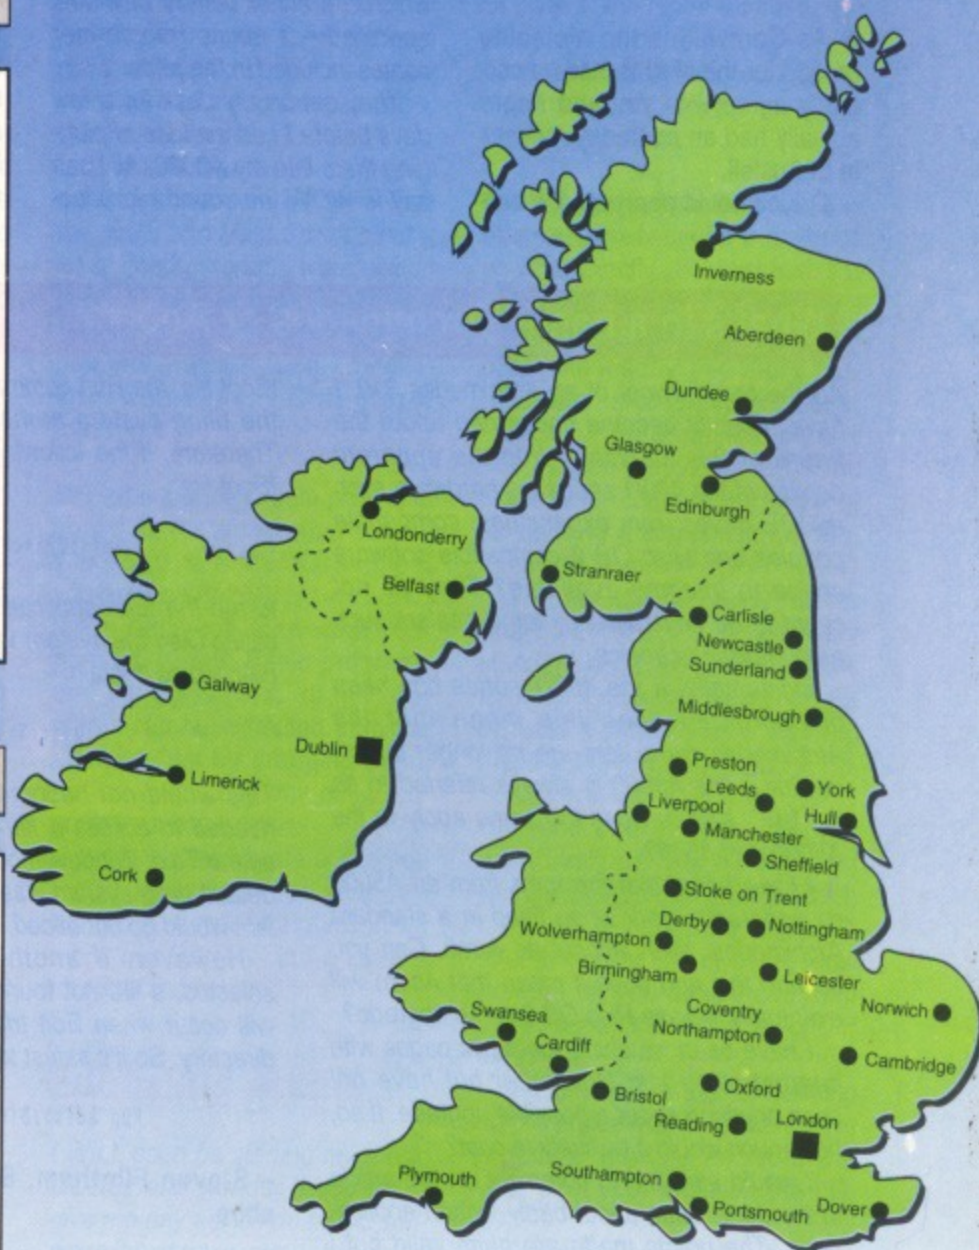 Inverness
Aberdeen
Dundee
Glasgow
Edinburgh
Londonderry
Stranraer
Belfast
Carlisle
Newcastle
Sunderland
Galway
Middlesbrough
Dublin
Limerick
Preston
Leeds
York
Liverpool
Hull
Manchester
Sheffield
Cork
Stoke on Trent
Derby
Nottingham
Wolverhampton
Birmingham
Leicester
Coventry
Norwich
Swansea
Northampton
Cardiff
Cambridge
Oxford
Bristol
London
Reading
Southampton
Plymouth
Portsmouth
Dover